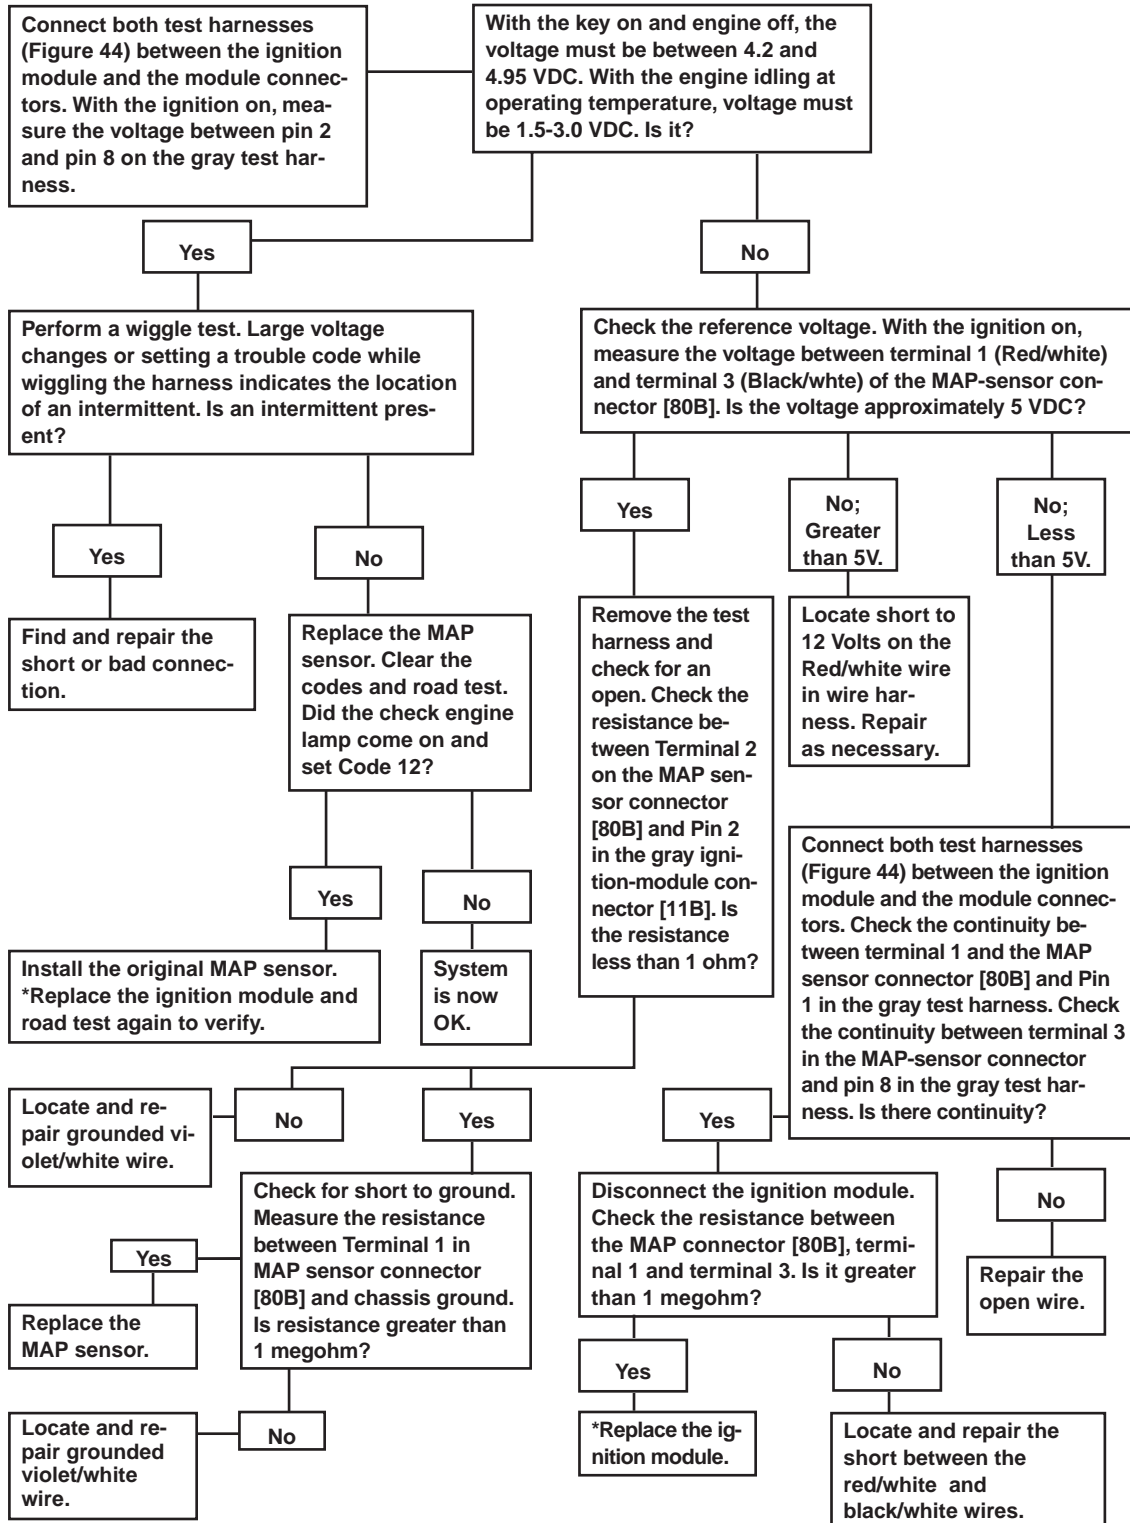 Connect both test harnesses
(Figure 44) between the ignition
module and the module connec-
tors. With the ignition on, mea-
sure the voltage between pin 2
and pin 8 on the gray test har-
ness.
With the key on and engine off, the
voltage must be between 4.2 and
4.95 VDC. With the engine idling at
operating temperature, voltage must
be 1.5-3.0 VDC. Is it?
Yes
No
Perform a wiggle test. Large voltage
changes or setting a trouble code while
wiggling the harness indicates the location
of an intermittent. Is an intermittent pres-
ent?
Check the reference voltage. With the ignition on,
measure the voltage between terminal 1 (Red/white)
and terminal 3 (Black/whte) of the MAP-sensor con-
nector [80B]. Is the voltage approximately 5 VDC?
Yes
No
Yes
No;
Greater
than 5V.
No;
Less
than 5V.
Find and repair the
short or bad connec-
tion.
Replace the MAP
sensor. Clear the
codes and road test.
Did the check engine
lamp come on and
set Code 12?
Remove the test
harness and
check for an
open. Check the
resistance be-
tween Terminal 2
on the MAP sen-
sor connector
[80B] and Pin 2
in the gray igni-
tion-module con-
nector [11B]. Is
the resistance
less than 1 ohm?
Locate short to
12 Volts on the
Red/white wire
in wire har-
ness. Repair
as necessary.
Connect both test harnesses
(Figure 44) between the ignition
module and the module connec-
tors. Check the continuity be-
tween terminal 1 and the MAP
sensor connector [80B] and Pin
1 in the gray test harness. Check
the continuity between terminal 3
in the MAP-sensor connector
and pin 8 in the gray test har-
ness. Is there continuity?
Yes
No
Install the original MAP sensor.
*Replace the ignition module and
road test again to verify.
System
is now
OK.
Locate and re-
pair grounded vi-
olet/white wire.
No
Yes
Yes
No
Check for short to ground.
Measure the resistance
between Terminal 1 in
MAP sensor connector
[80B] and chassis ground.
Is resistance greater than
1 megohm?
Disconnect the ignition module.
Check the resistance between
the MAP connector [80B], termi-
nal 1 and terminal 3. Is it greater
than 1 megohm?
Repair the
open wire.
Yes
Replace the
MAP sensor.
No
Locate and re-
pair grounded
violet/white
wire.
Yes
No
*Replace the ig-
nition module.
Locate and repair the
short between the
red/white and
black/white wires.